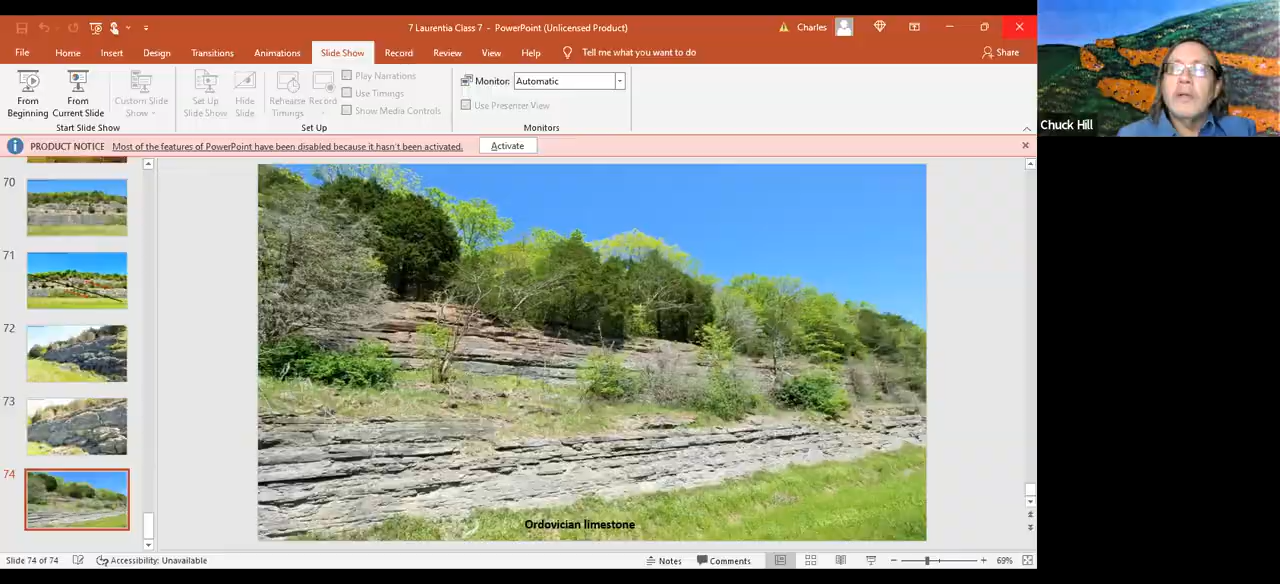 7 Laurentia Class 7 - PowerPoint (Unlicensed Product)
Charles
File Home Insert Design Transitions Animations Slide Show Record Review View Help Tell me what you want to do
Share
From Beginning
From Current Slide
Custom Slide Show
Set Up Slide Show
Hide Slide
Rehearse Timings
Record
Play Narrations
Use Timings
Show Media Controls
Monitor: Automatic
Use Presenter View
Start Slide Show
Set Up
Monitors
PRODUCT NOTICE Most of the features of PowerPoint have been disabled because it hasn't been activated. Activate
70
71
72
73
74
Ordovician limestone
Slide 74 of 74
Accessibility: Unavailable
Notes
Comments
69%
Chuck Hill